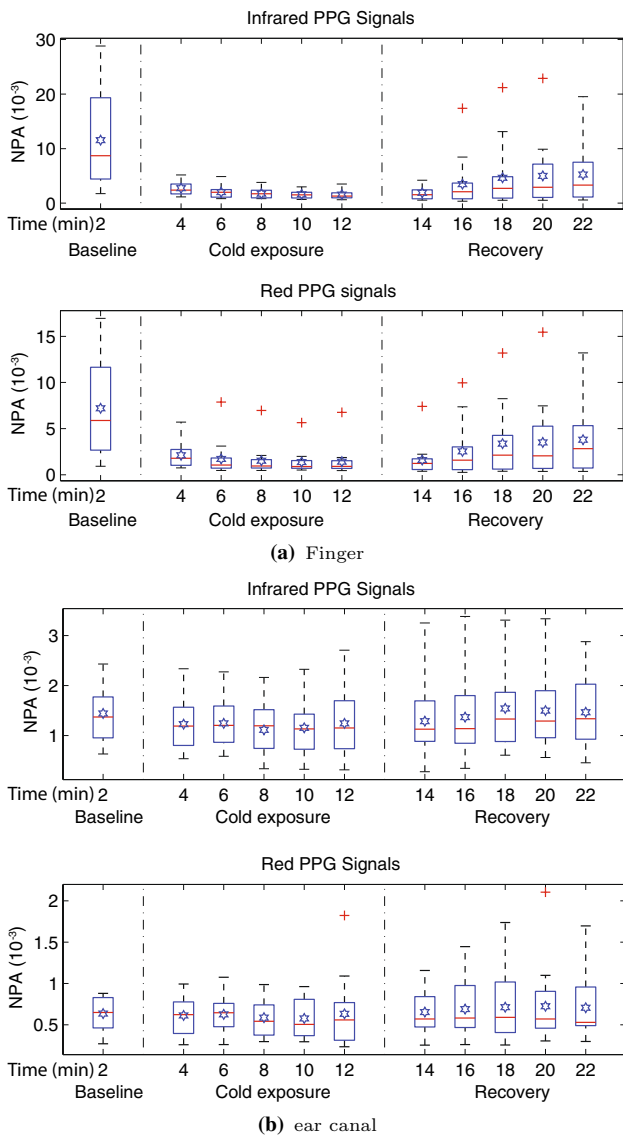 Infrared PPG Signals
NPA (10⁻³)
30
20
10
0
Time (min) 2 4 6 8 10 12 14 16 18 20 22
Baseline Cold exposure Recovery
Red PPG signals
NPA (10⁻³)
15
10
5
0
Time (min) 2 4 6 8 10 12 14 16 18 20 22
Baseline Cold exposure Recovery
(a) Finger
Infrared PPG Signals
NPA (10⁻³)
3
2
1
Time (min) 2 4 6 8 10 12 14 16 18 20 22
Baseline Cold exposure Recovery
Red PPG Signals
NPA (10⁻³)
2
1.5
1
0.5
Time (min) 2 4 6 8 10 12 14 16 18 20 22
Baseline Cold exposure Recovery
(b) ear canal